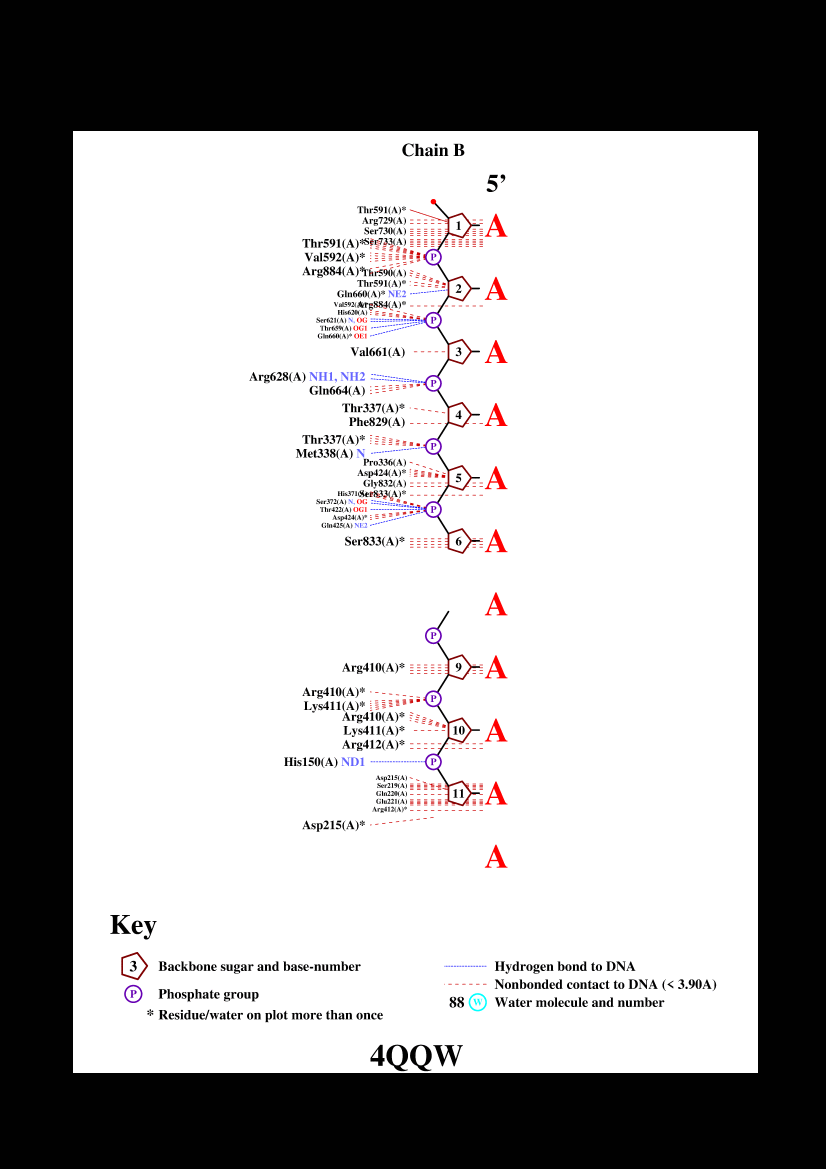 Chain B
5’
Thr591(A)*
Arg729(A)
Ser730(A)
Ser733(A)
1 A
Thr591(A)*
Val592(A)*
Arg884(A)*
P
Thr590(A)
Thr591(A)*
Gln660(A)* NE2
Arg884(A)*
2 A
Val592(A)*
His620(A)
Ser621(A) N, OG
Thr659(A) OG1
Gln660(A)* OE1
P
Val661(A) 3 A
Arg628(A) NH1, NH2
Gln664(A)
P
Thr337(A)*
Phe829(A)
4 A
Thr337(A)*
Met338(A) N
P
Pro336(A)
Asp424(A)*
Gly832(A)
Ser833(A)*
5 A
His371(A)
Ser372(A) N, OG
Thr422(A) OG1
Asp424(A)*
Gln425(A) NE2
P
Ser833(A)* 6 A
A
P
Arg410(A)* 9 A
Arg410(A)*
Lys411(A)*
P
Arg410(A)*
Lys411(A)*
Arg412(A)*
10 A
His150(A) ND1 P
Asp215(A)
Ser219(A)
Gln220(A)
Glu221(A)
Arg412(A)*
11 A
Asp215(A)*
A
Key
3 Backbone sugar and base-number
P Phosphate group
* Residue/water on plot more than once
Hydrogen bond to DNA
Nonbonded contact to DNA (< 3.90A)
88 W Water molecule and number
4QQW